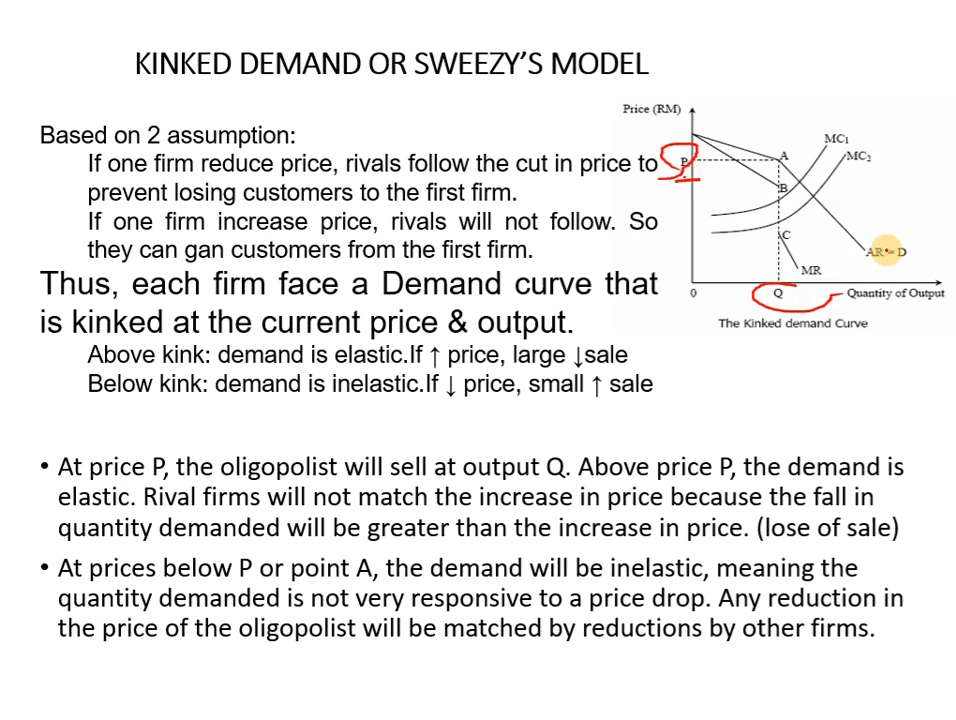 KINKED DEMAND OR SWEEZY'S MODEL
Based on 2 assumption:
If one firm reduce price, rivals follow the cut in price to
prevent losing customers to the first firm.
If one firm increase price, rivals will not follow. So
they can gan customers from the first firm.
Thus, each firm face a Demand curve that
is kinked at the current price & output.
Above kink: demand is elastic.If ↑ price, large ↓sale
Below kink: demand is inelastic.If ↓ price, small ↑ sale
Price (RM)
MC₁
MC₂
P
A
B
C
AR = D
MR
0
Q
Quantity of Output
The Kinked demand Curve
• At price P, the oligopolist will sell at output Q. Above price P, the demand is
elastic. Rival firms will not match the increase in price because the fall in
quantity demanded will be greater than the increase in price. (lose of sale)
• At prices below P or point A, the demand will be inelastic, meaning the
quantity demanded is not very responsive to a price drop. Any reduction in
the price of the oligopolist will be matched by reductions by other firms.